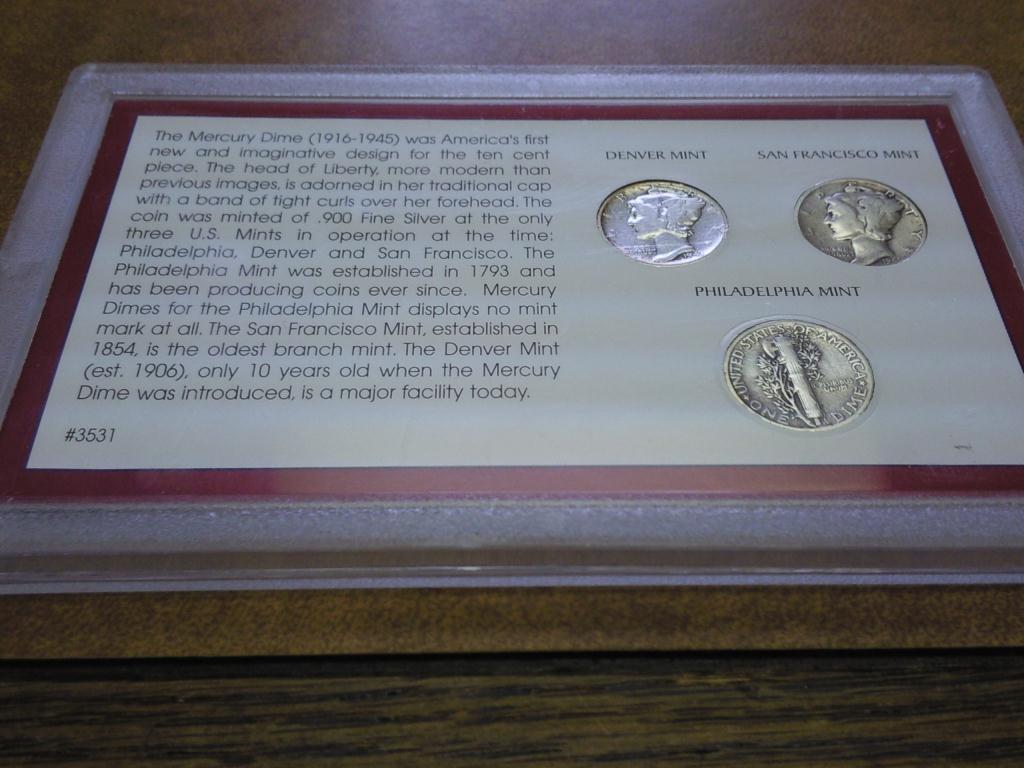 The Mercury Dime (1916-1945) was America's first
new and imaginative design for the ten cent
piece. The head of Liberty, more modern than
previous images, is adorned in her traditional cap
with a band of tight curls over her forehead. The
coin was minted of .900 Fine Silver at the only
three U.S. Mints in operation at the time:
Philadelphia, Denver and San Francisco. The
Philadelphia Mint was established in 1793 and
has been producing coins ever since. Mercury
Dimes for the Philadelphia Mint displays no mint
mark at all. The San Francisco Mint, established in
1854, is the oldest branch mint. The Denver Mint
(est. 1906), only 10 years old when the Mercury
Dime was introduced, is a major facility today.
#3531
DENVER MINT
SAN FRANCISCO MINT
PHILADELPHIA MINT
UNITED STATES OF AMERICA
ONE DIME